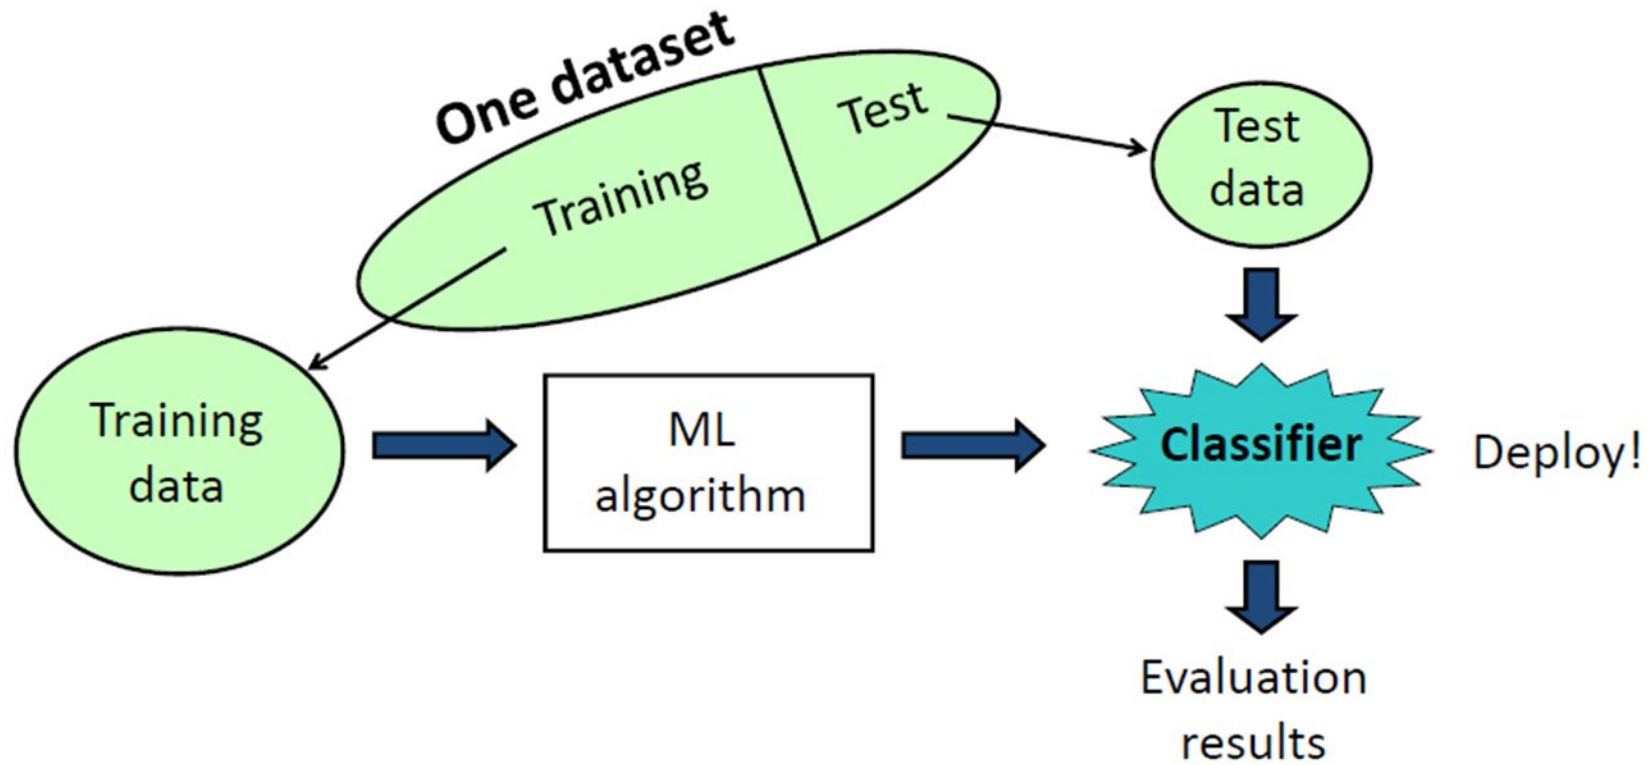 One dataset
Training
Test
Test
data
Training
data
ML
algorithm
Classifier
Deploy!
Evaluation
results